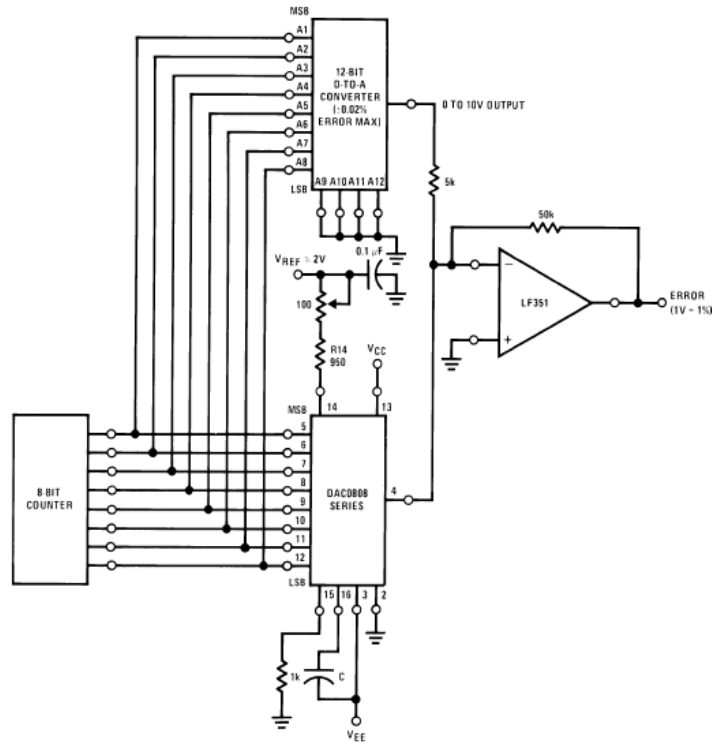 MSB
A1
A2
A3
A4
A5
A6
A7
A8
LSB
12-BIT
D-TO-A
CONVERTER
(±0.02%
ERROR MAX)
A9 A10 A11 A12
0 TO 10V OUTPUT
5k
50k
0.1 µF
VREF = 2V
100
R14
950
VCC
LF351
ERROR
(1V = 1%)
8-BIT
COUNTER
MSB
14
13
5
6
7
8
9
10
11
12
LSB
DAC0808
SERIES
4
15 16 3 2
1k
C
VEE